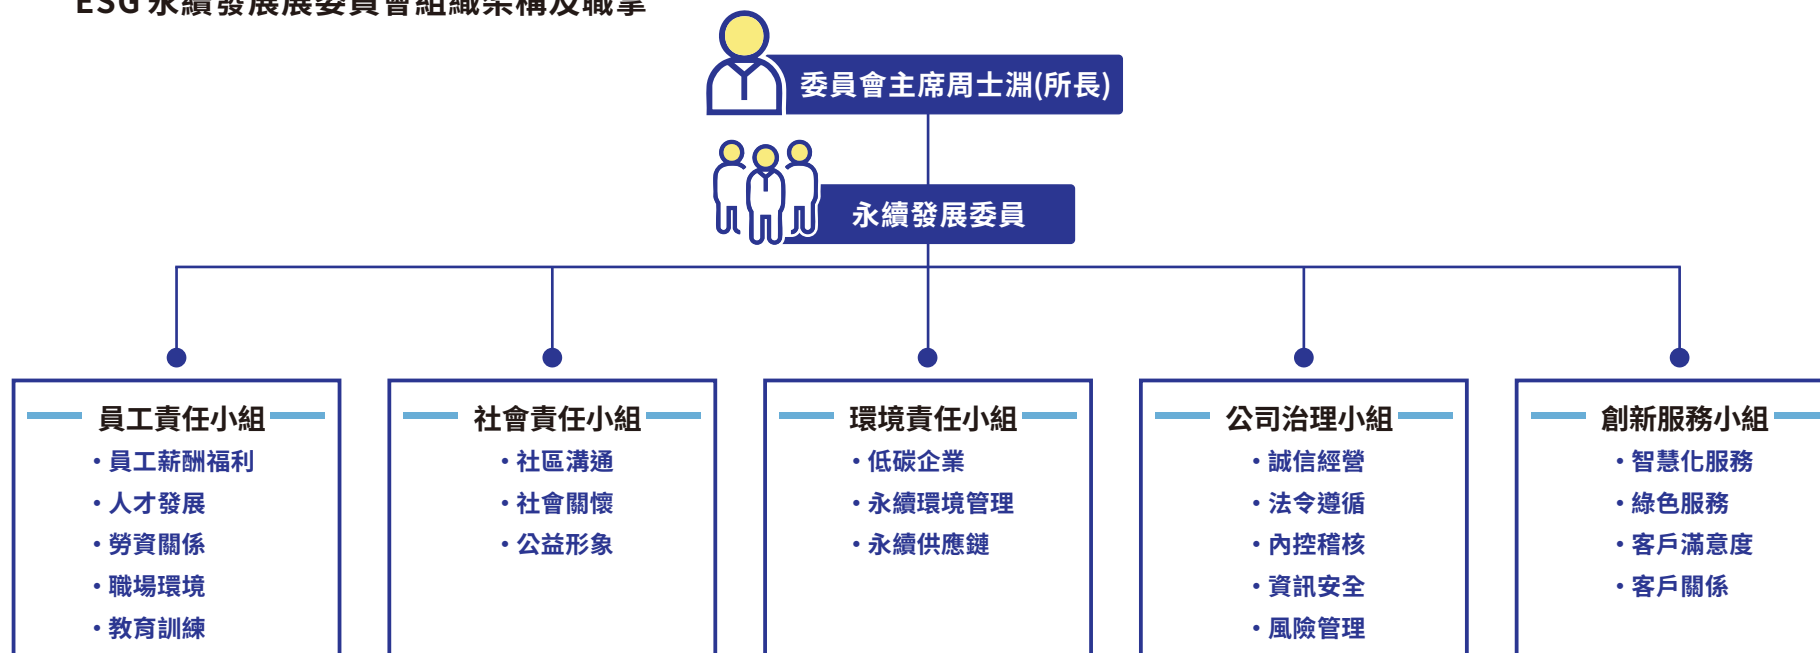 ESG 永續發展展委員會組織架構及職掌
委員會主席周士淵(所長)
永續發展委員
員工責任小組
・員工薪酬福利
・人才發展
・勞資關係
・職場環境
・教育訓練
社會責任小組
・社區溝通
・社會關懷
・公益形象
環境責任小組
・低碳企業
・永續環境管理
・永續供應鏈
公司治理小組
・誠信經營
・法令遵循
・內控稽核
・資訊安全
・風險管理
創新服務小組
・智慧化服務
・綠色服務
・客戶滿意度
・客戶關係